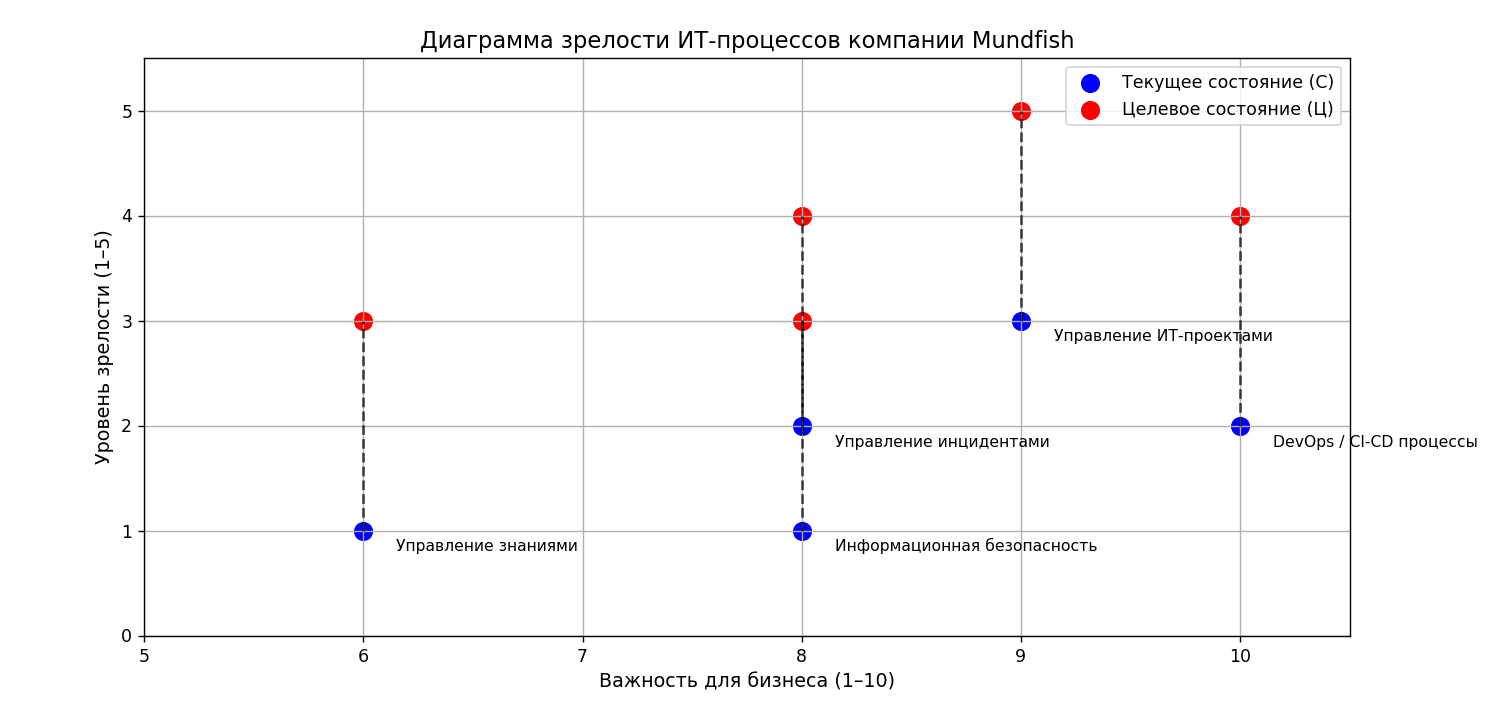 Диаграмма зрелости ИТ-процессов компании Mundfish
Текущее состояние (С)
Целевое состояние (Ц)
Уровень зрелости (1–5)
5
4
3
2
1
0
Управление ИТ-проектами
Управление инцидентами
DevOps / CI-CD процессы
Управление знаниями
Информационная безопасность
5 6 7 8 9 10
Важность для бизнеса (1–10)